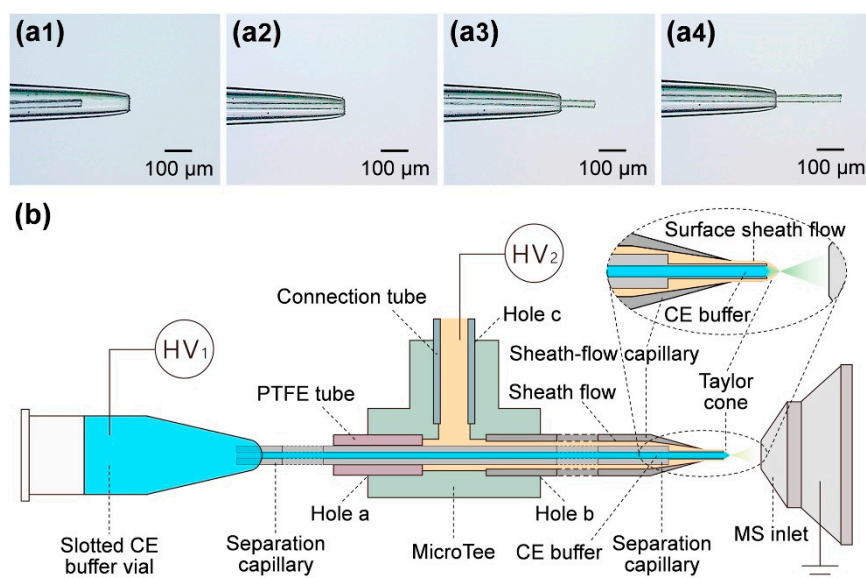 (a1)
(a2)
(a3)
(a4)
100 µm
100 µm
100 µm
100 µm
(b)
HV₂
Surface sheath flow
Connection tube
Hole c
CE buffer
HV₁
Sheath-flow capillary
PTFE tube
Sheath flow
Taylor
cone
Hole a
Hole b
MS inlet
Slotted CE
buffer vial
Separation
capillary
MicroTee
CE buffer
Separation
capillary